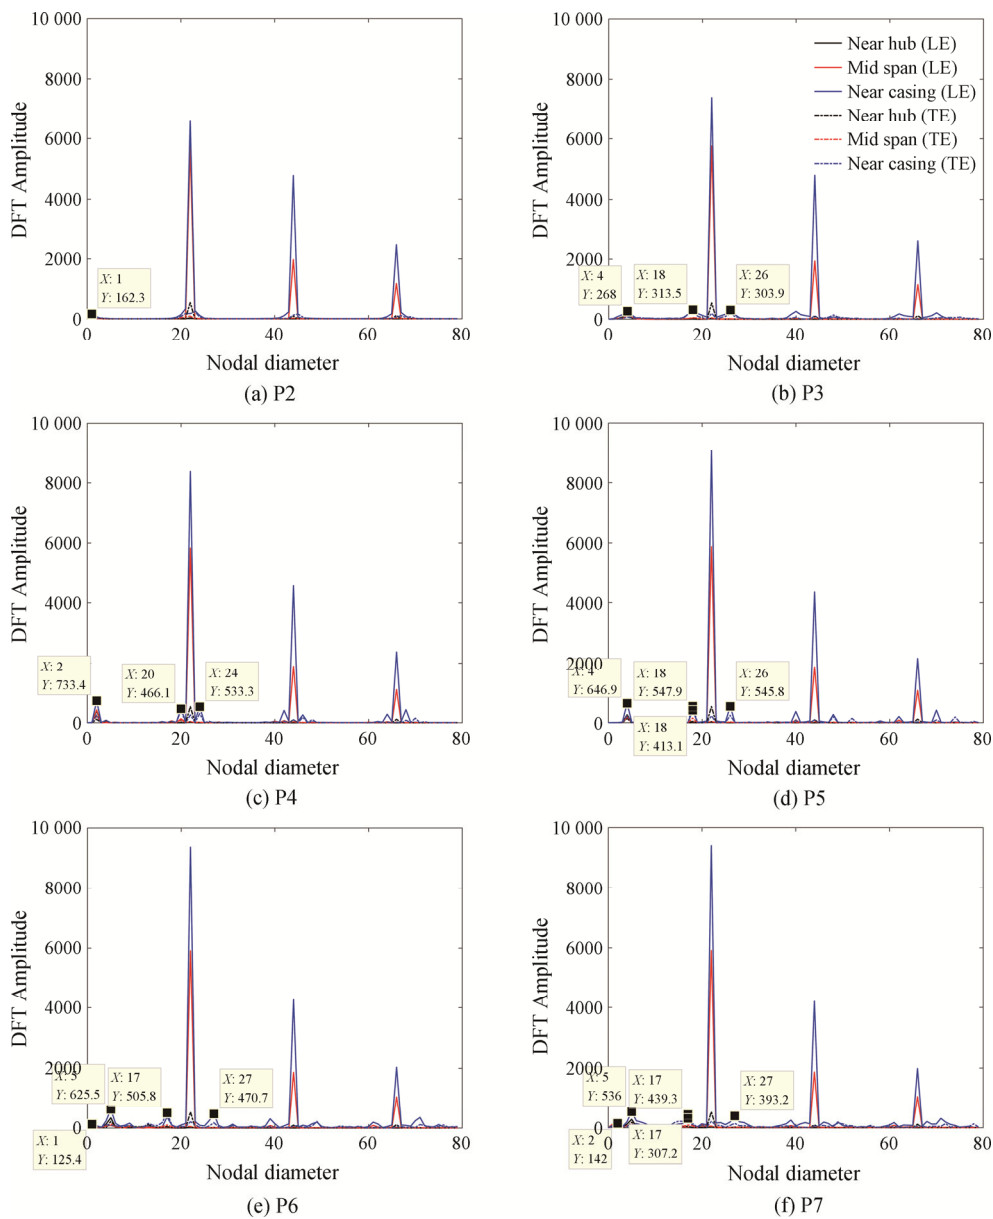 10 000
8000
6000
4000
2000
0
DFT Amplitude
X: 1
Y: 162.3
0
20
40
60
80
Nodal diameter
(a) P2
10 000
8000
6000
4000
2000
0
DFT Amplitude
Near hub (LE)
Mid span (LE)
Near casing (LE)
Near hub (TE)
Mid span (TE)
Near casing (TE)
X: 4
Y: 268
X: 18
Y: 313.5
X: 26
Y: 303.9
0
20
40
60
80
Nodal diameter
(b) P3
10 000
8000
6000
4000
2000
0
DFT Amplitude
X: 2
Y: 733.4
X: 20
Y: 466.1
X: 24
Y: 533.3
0
20
40
60
80
Nodal diameter
(c) P4
10 000
8000
6000
4000
2000
0
DFT Amplitude
X: 4
Y: 646.9
X: 18
Y: 547.9
X: 26
Y: 545.8
X: 18
Y: 413.1
0
20
40
60
80
Nodal diameter
(d) P5
10 000
8000
6000
4000
2000
0
DFT Amplitude
X: 5
Y: 625.5
X: 17
Y: 505.8
X: 27
Y: 470.7
X: 1
Y: 125.4
0
20
40
60
80
Nodal diameter
(e) P6
10 000
8000
6000
4000
2000
0
DFT Amplitude
X: 5
Y: 536
X: 17
Y: 439.3
X: 27
Y: 393.2
X: 2
Y: 142
X: 17
Y: 307.2
0
20
40
60
80
Nodal diameter
(f) P7